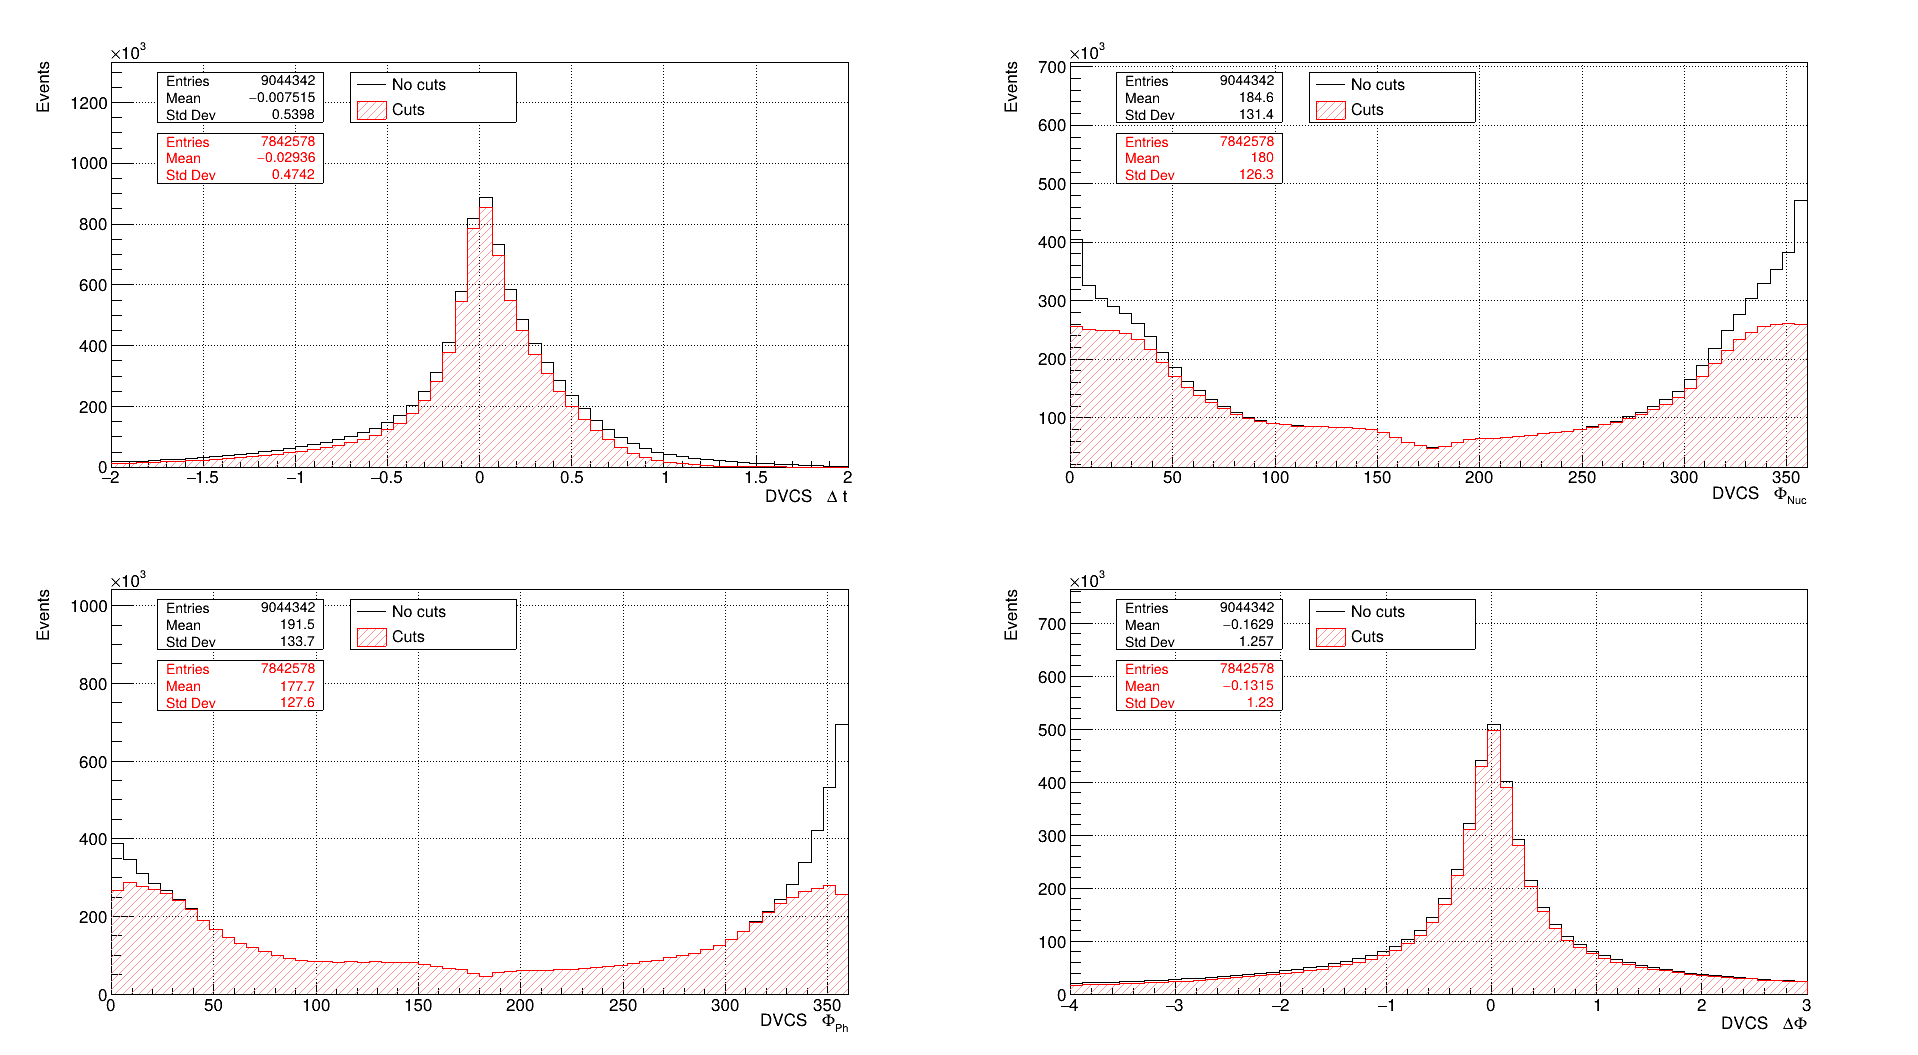 ×10³
Events
Entries 9044342
Mean −0.007515
Std Dev 0.5398
Entries 7842578
Mean −0.02936
Std Dev 0.4742
No cuts
Cuts
1200
1000
800
600
400
200
0
−2 −1.5 −1 −0.5 0 0.5 1 1.5 2
DVCS Δ t
×10³
Events
Entries 9044342
Mean 184.6
Std Dev 131.4
Entries 7842578
Mean 180
Std Dev 126.3
No cuts
Cuts
700
600
500
400
300
200
100
0 50 100 150 200 250 300 350
DVCS Φ_Nuc
×10³
Events
Entries 9044342
Mean 191.5
Std Dev 133.7
Entries 7842578
Mean 177.7
Std Dev 127.6
No cuts
Cuts
1000
800
600
400
200
0
0 50 100 150 200 250 300 350
DVCS Φ_Ph
×10³
Events
Entries 9044342
Mean −0.1629
Std Dev 1.257
Entries 7842578
Mean −0.1315
Std Dev 1.23
No cuts
Cuts
700
600
500
400
300
200
100
0
−4 −3 −2 −1 0 1 2 3
DVCS ΔΦ